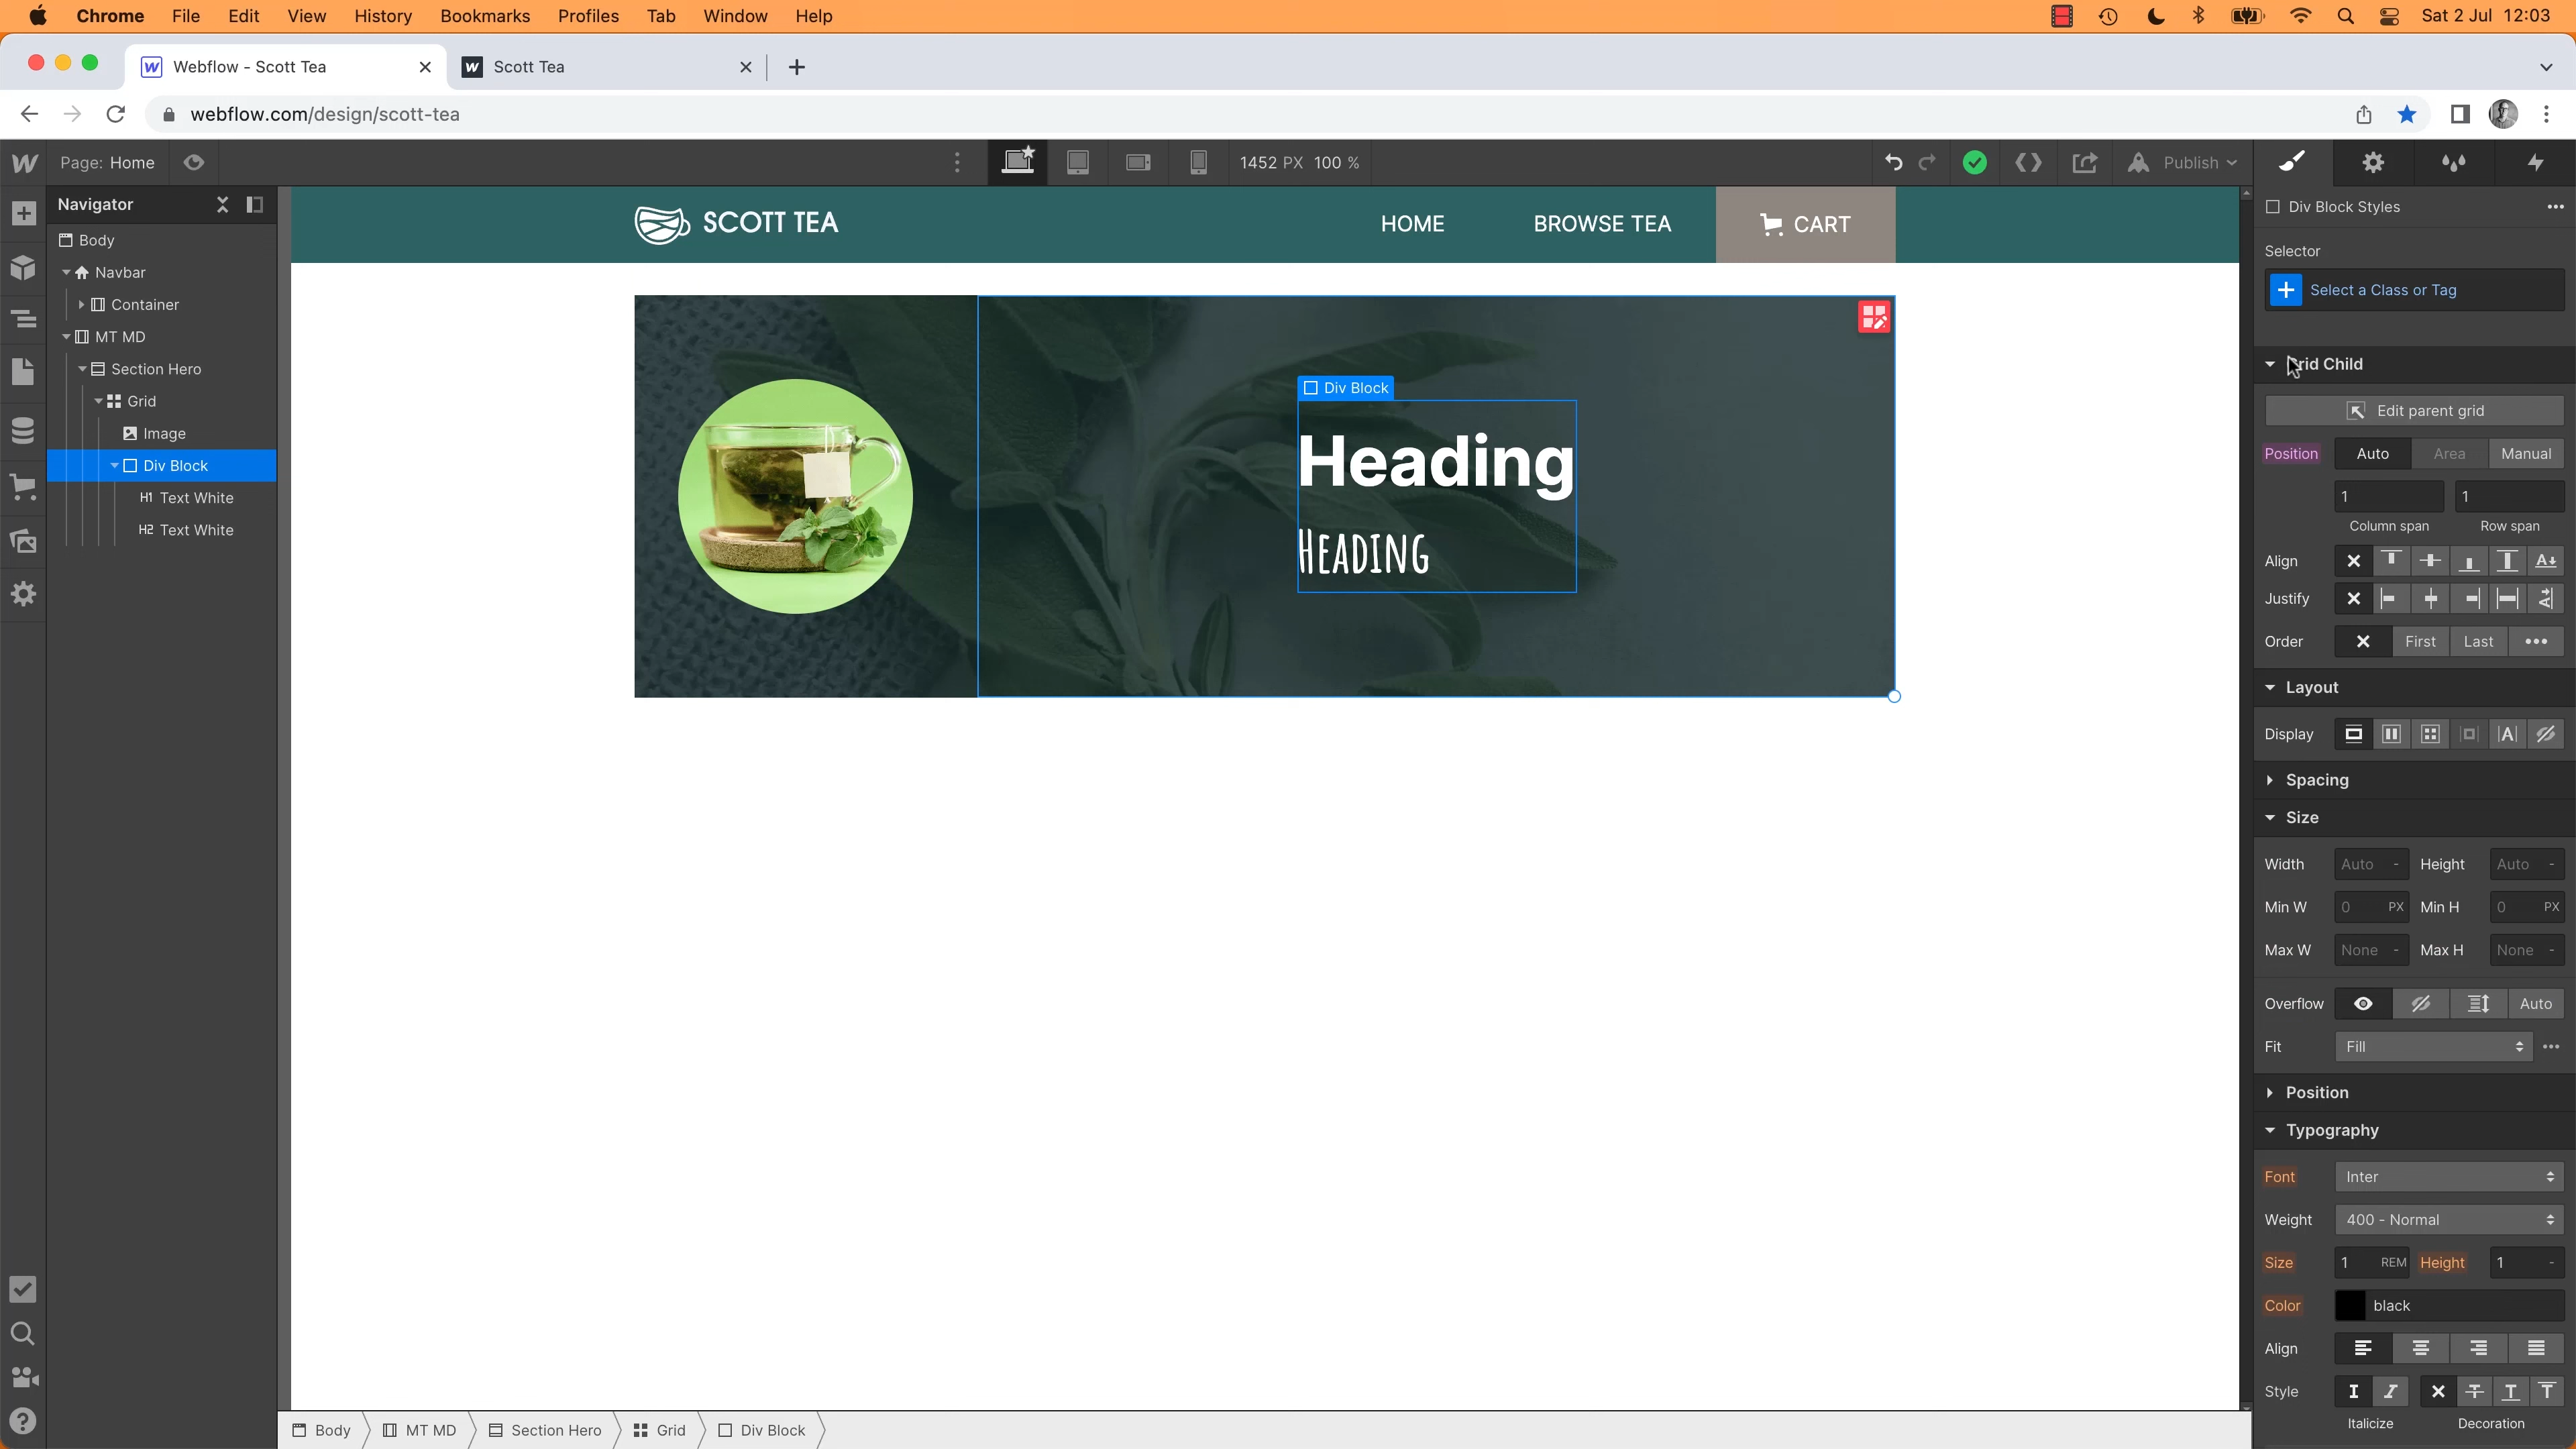 Chrome File Edit View History Bookmarks Profiles Tab Window Help Sat 2 Jul 12:03
Webflow - Scott Tea Scott Tea
webflow.com/design/scott-tea
Page: Home 1452 PX 100 % Publish
Navigator
Body
Navbar
Container
MT MD
Section Hero
Grid
Image
Div Block
H1 Text White
H2 Text White
SCOTT TEA HOME BROWSE TEA CART
Div Block
Heading
HEADING
Div Block Styles
Selector
Select a Class or Tag
Grid Child
Edit parent grid
Position Auto Area Manual
1 1
Column span Row span
Align
Justify
Order First Last
Layout
Display
Spacing
Size
Width Auto - Height Auto -
Min W 0 PX Min H 0 PX
Max W None - Max H None -
Overflow Auto
Fit Fill
Position
Typography
Font Inter
Weight 400 - Normal
Size 1 REM Height 1 -
Color black
Align
Style
Italicize Decoration
Body MT MD Section Hero Grid Div Block